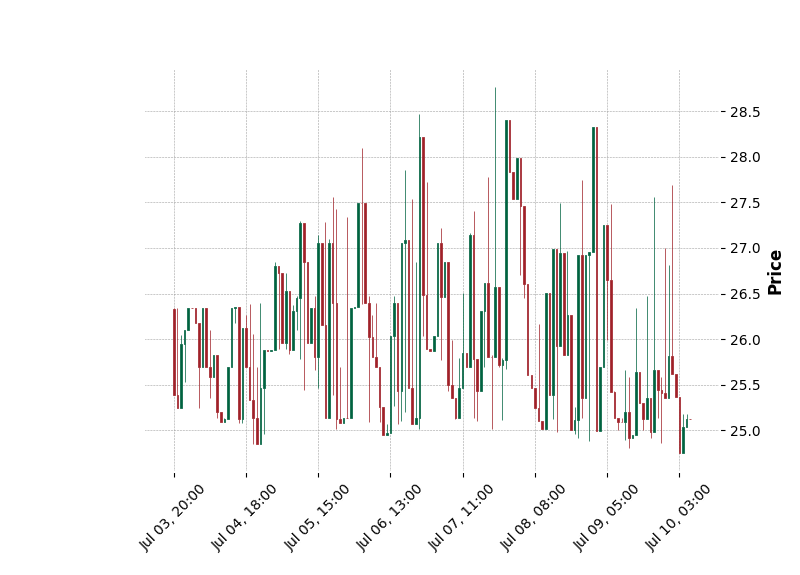 28.5
28.0
27.5
27.0
26.5
26.0
25.5
25.0
Price
Jul 03, 20:00
Jul 04, 18:00
Jul 05, 15:00
Jul 06, 13:00
Jul 07, 11:00
Jul 08, 08:00
Jul 09, 05:00
Jul 10, 03:00